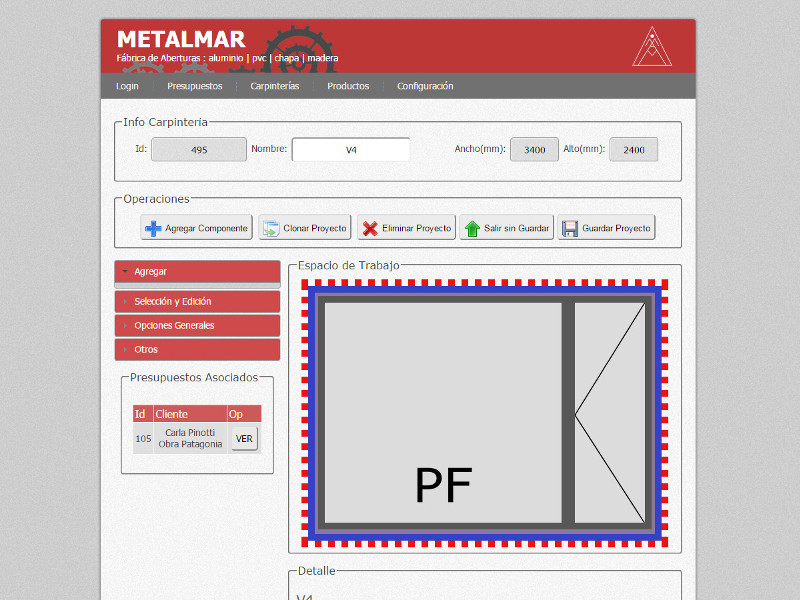 METALMAR
Fábrica de Aberturas : aluminio | pvc | chapa | madera
Login Presupuestos Carpinterías Productos Configuración
Info Carpintería
Id: 495 Nombre: V4 Ancho(mm): 3400 Alto(mm): 2400
Operaciones
Agregar Componente Clonar Proyecto Eliminar Proyecto Salir sin Guardar Guardar Proyecto
Agregar
Selección y Edición
Opciones Generales
Otros
Presupuestos Asociados
Id Cliente Op
105 Carla Pinotti Obra Patagonia VER
Espacio de Trabajo
PF
Detalle
V4